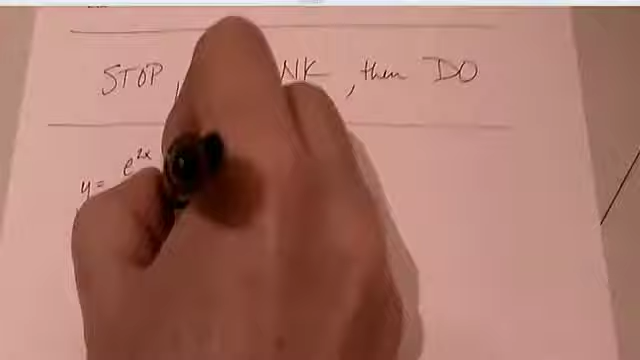 STOP, NK, then DO
y = e^2x